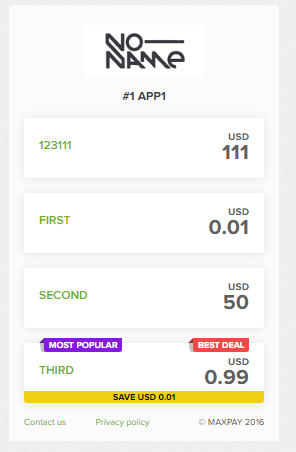 NO
NAME
#1 APP1
123111
USD
111
FIRST
USD
0.01
SECOND
USD
50
MOST POPULAR
BEST DEAL
THIRD
USD
0.99
SAVE USD 0.01
Contact us Privacy policy © MAXPAY 2016